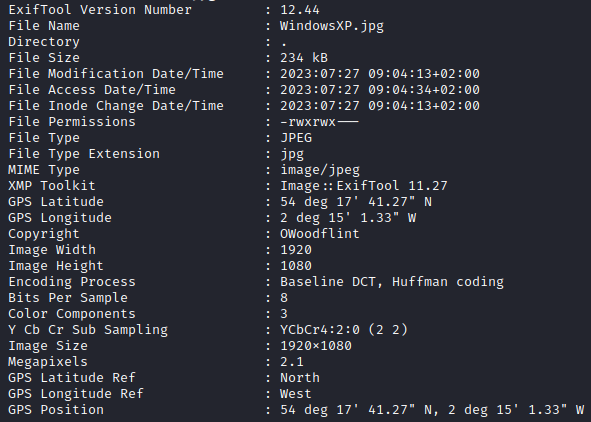 ExifTool Version Number : 12.44
File Name : WindowsXP.jpg
Directory : .
File Size : 234 kB
File Modification Date/Time : 2023:07:27 09:04:13+02:00
File Access Date/Time : 2023:07:27 09:04:34+02:00
File Inode Change Date/Time : 2023:07:27 09:04:13+02:00
File Permissions : -rwxrwx---
File Type : JPEG
File Type Extension : jpg
MIME Type : image/jpeg
XMP Toolkit : Image::ExifTool 11.27
GPS Latitude : 54 deg 17' 41.27" N
GPS Longitude : 2 deg 15' 1.33" W
Copyright : OWoodflint
Image Width : 1920
Image Height : 1080
Encoding Process : Baseline DCT, Huffman coding
Bits Per Sample : 8
Color Components : 3
Y Cb Cr Sub Sampling : YCbCr4:2:0 (2 2)
Image Size : 1920×1080
Megapixels : 2.1
GPS Latitude Ref : North
GPS Longitude Ref : West
GPS Position : 54 deg 17' 41.27" N, 2 deg 15' 1.33" W